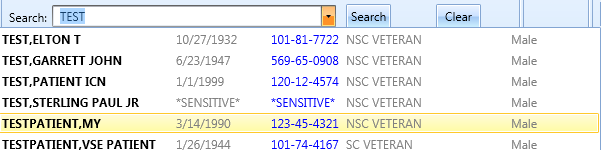 Search: TEST Search Clear
TEST,ELTON T 10/27/1932 101-81-7722 NSC VETERAN Male
TEST,GARRETT JOHN 6/23/1947 569-65-0908 NSC VETERAN Male
TEST,PATIENT ICN 1/1/1999 120-12-4574 NSC VETERAN Male
TEST,STERLING PAUL JR *SENSITIVE* *SENSITIVE* NSC VETERAN Male
TESTPATIENT,MY 3/14/1990 123-45-4321 NSC VETERAN Male
TESTPATIENT,VSE PATIENT 1/26/1944 101-74-4167 SC VETERAN Male